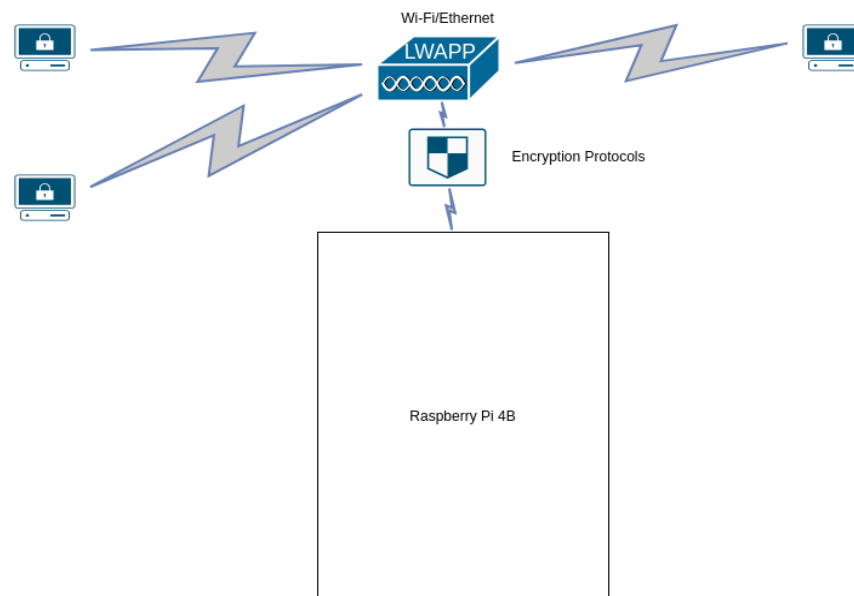 Wi-Fi/Ethernet
LWAPP
Encryption Protocols
Raspberry Pi 4B